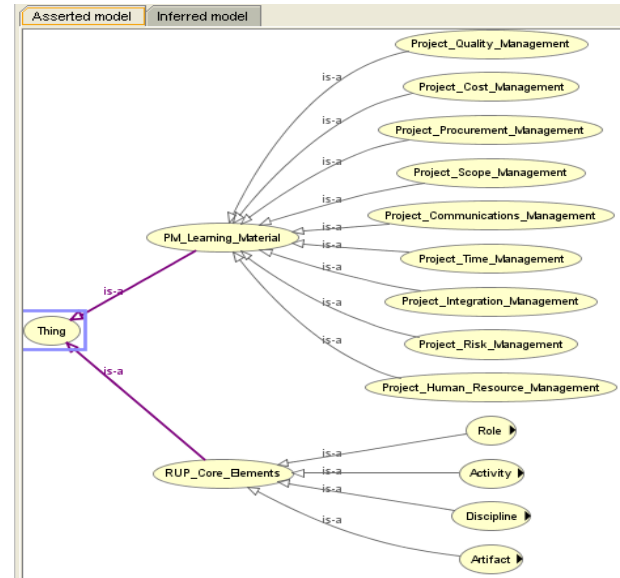 Asserted model
Inferred model
Project_Quality_Management
is-a
Project_Cost_Management
is-a
Project_Procurement_Management
is-a
Project_Scope_Management
is-a
Project_Communications_Management
is-a
PM_Learning_Material
is-a
Project_Time_Management
is-a
is-a
Project_Integration_Management
is-a
Thing
is-a
Project_Risk_Management
is-a
Project_Human_Resource_Management
Role
is-a
RUP_Core_Elements
is-a
Activity
is-a
Discipline
is-a
Artifact